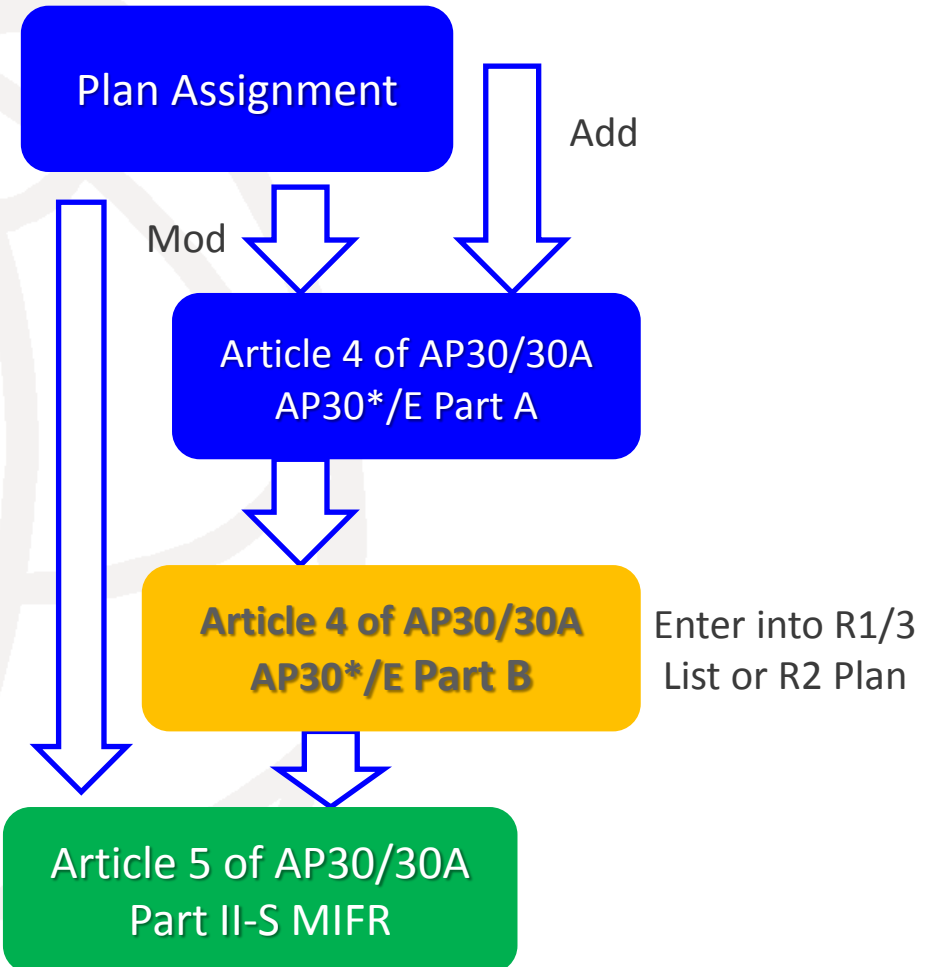 Plan Assignment
Add
Mod
Article 4 of AP30/30A
AP30*/E Part A
Article 4 of AP30/30A
AP30*/E Part B
Enter into R1/3
List or R2 Plan
Article 5 of AP30/30A
Part II-S MIFR